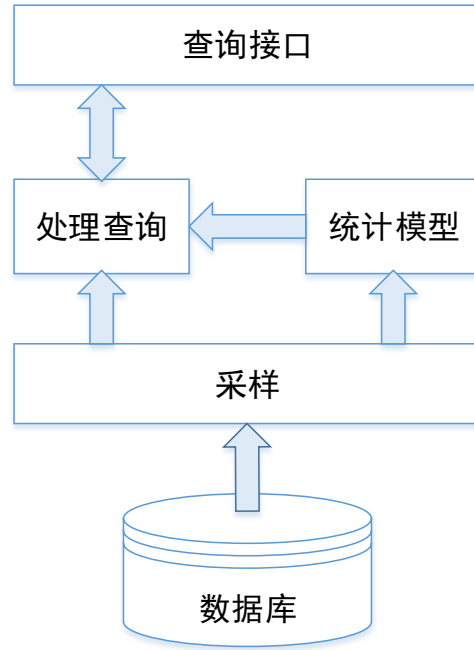 查询接口
处理查询
统计模型
采样
数据库